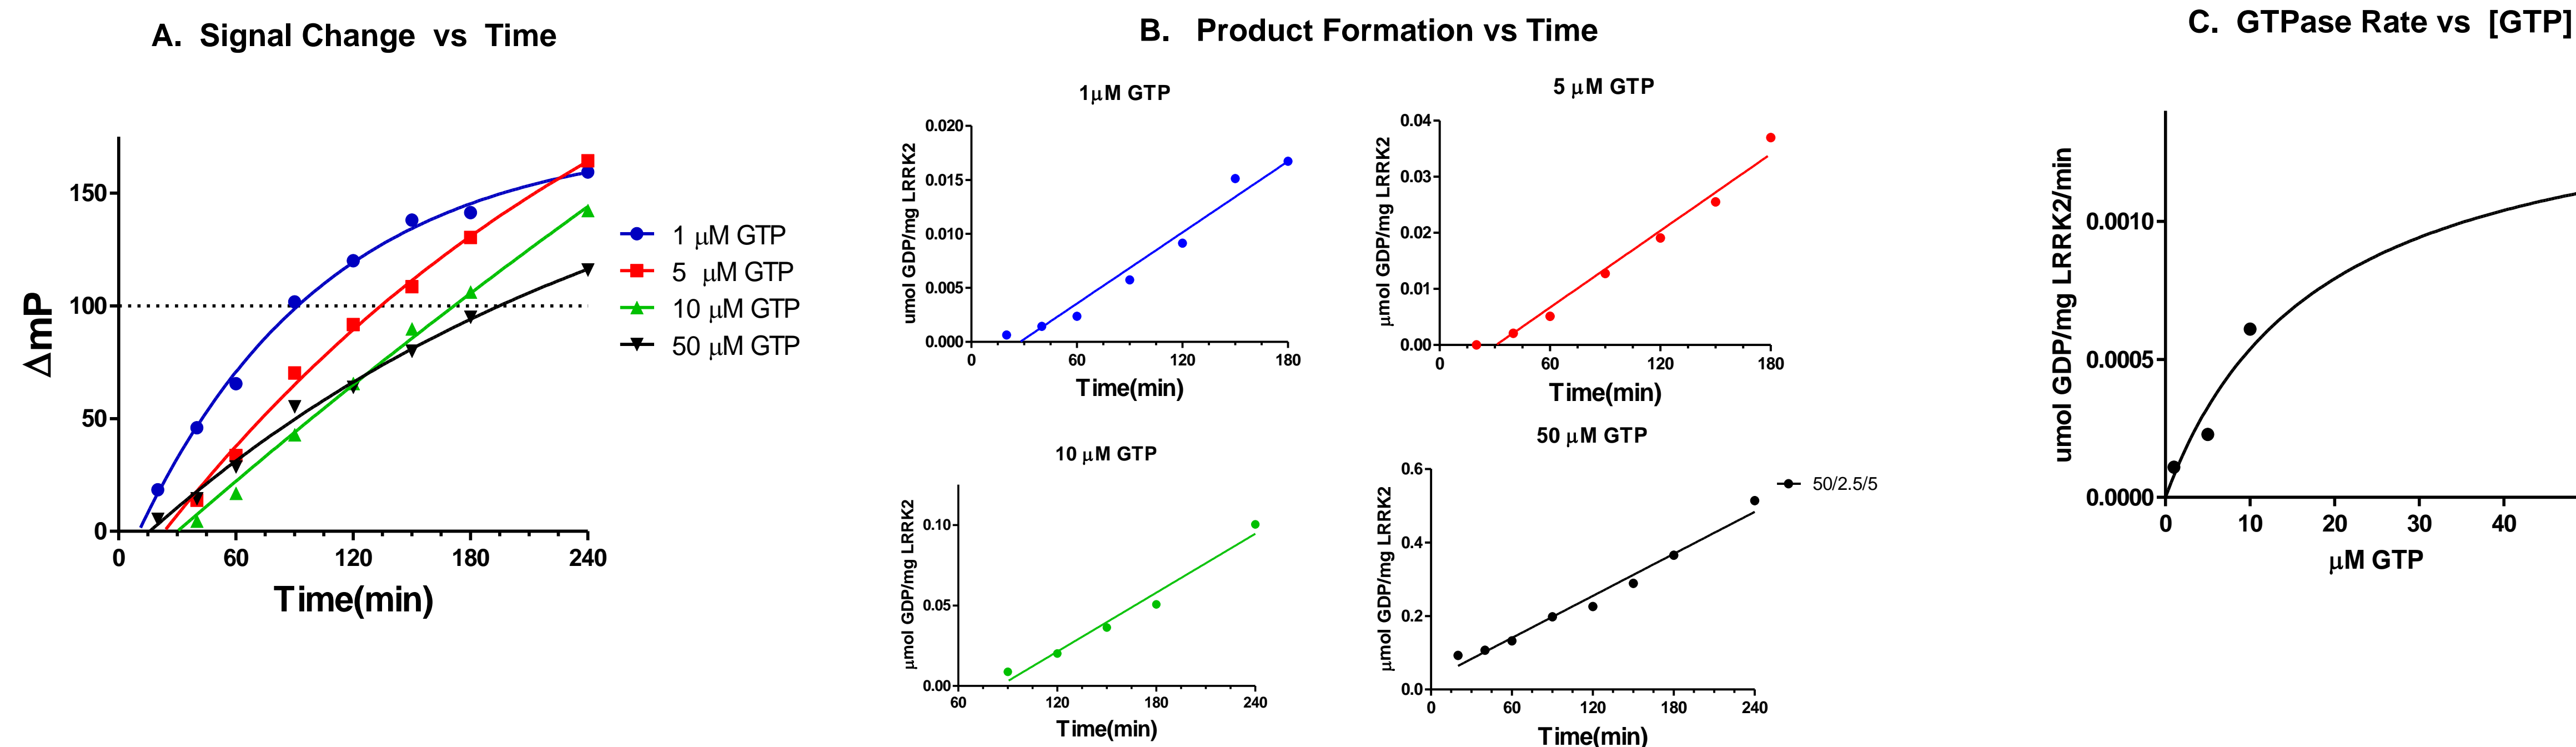 A. Signal Change vs Time
ΔmP
150
100
50
0
0 60 120 180 240
Time(min)
1 μM GTP
5 μM GTP
10 μM GTP
50 μM GTP
B. Product Formation vs Time
1μM GTP
umol GDP/mg LRRK2
0.020
0.015
0.010
0.005
0.000
0 60 120 180
Time(min)
5 μM GTP
μmol GDP/mg LRRK2
0.04
0.03
0.02
0.01
0.00
0 60 120 180
Time(min)
10 μM GTP
μmol GDP/mg LRRK2
0.10
0.05
0.00
60 120 180 240
Time(min)
50 μM GTP
μmol GDP/mg LRRK2
0.6
0.4
0.2
0.0
0 60 120 180 240
Time(min)
50/2.5/5
C. GTPase Rate vs [GTP]
umol GDP/mg LRRK2/min
0.0010
0.0005
0.0000
0 10 20 30 40
μM GTP